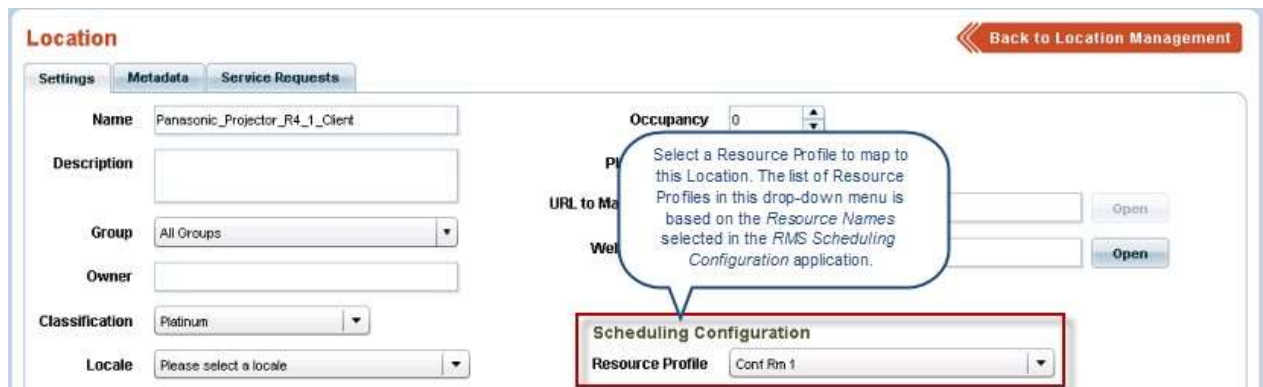 Location
Back to Location Management
Settings
Metadata
Service Requests
Name
Panasonic_Projector_R4_1_Client
Description
Group
All Groups
Owner
Classification
Platinum
Locale
Please select a locale
Occupancy
0
URL to Ma
Open
Open
Select a Resource Profile to map to
this Location. The list of Resource
Profiles in this drop-down menu is
based on the Resource Names
selected in the RMS Scheduling
Configuration application.
Scheduling Configuration
Resource Profile
Conf Rm 1